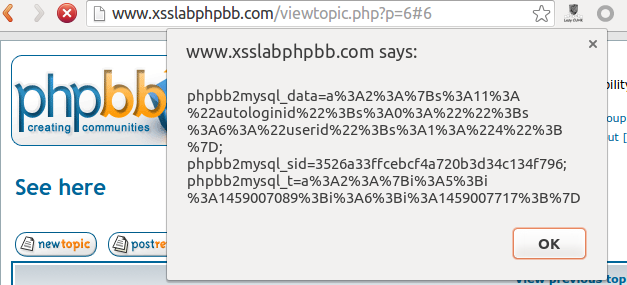 www.xsslabphpbb.com/viewtopic.php?p=6#6
www.xsslabphpbb.com says:
phpbb2mysql_data=a%3A2%3A%7Bs%3A11%3A
%22autologinid%22%3Bs%3A0%3A%22%22%3Bs
%3A6%3A%22userid%22%3Bs%3A1%3A%224%22%3B
%7D;
phpbb2mysql_sid=3526a33ffcebcf4a720b3d34c134f796;
phpbb2mysql_t=a%3A2%3A%7Bi%3A5%3Bi
%3A1459007089%3Bi%3A6%3Bi%3A1459007717%3B%7D
OK
phpbb
creating communities
See here
newtopic
postre
View previous top
bility
roup
out [